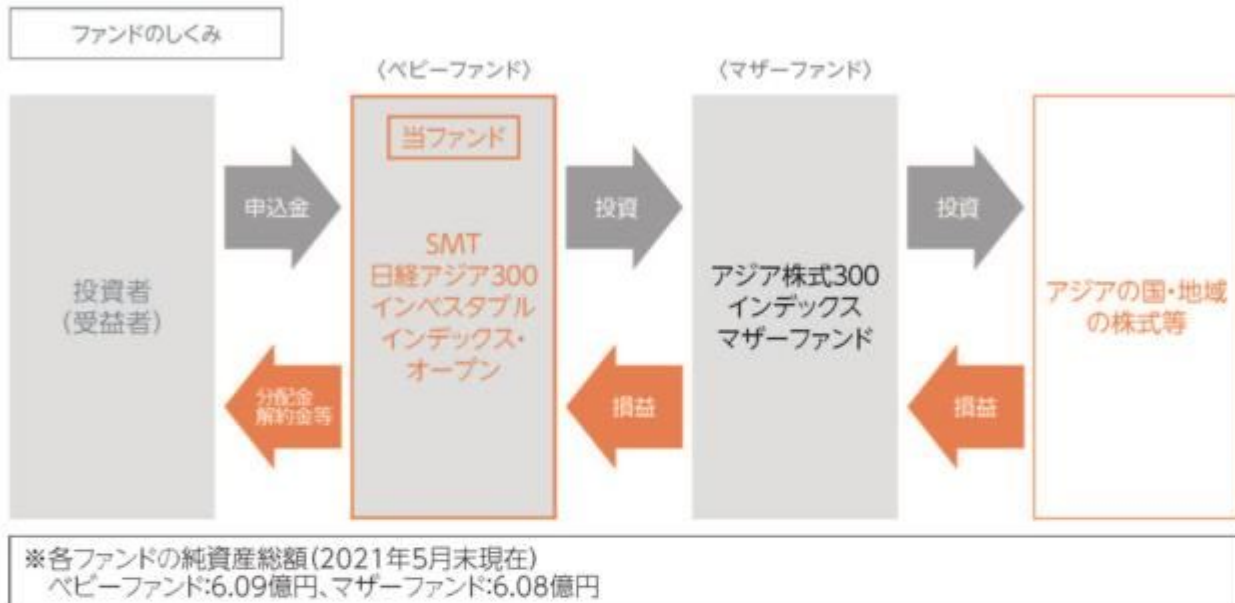 ファンドのしくみ
〈ベビーファンド〉
〈マザーファンド〉
投資者
(受益者)
申込金
分配金
解約金等
当ファンド
SMT
日経アジア300
インベスタブル
インデックス・
オープン
投資
損益
アジア株式300
インデックス
マザーファンド
投資
損益
アジアの国・地域
の株式等
※各ファンドの純資産総額(2021年5月末現在)
ベビーファンド:6.09億円、マザーファンド:6.08億円